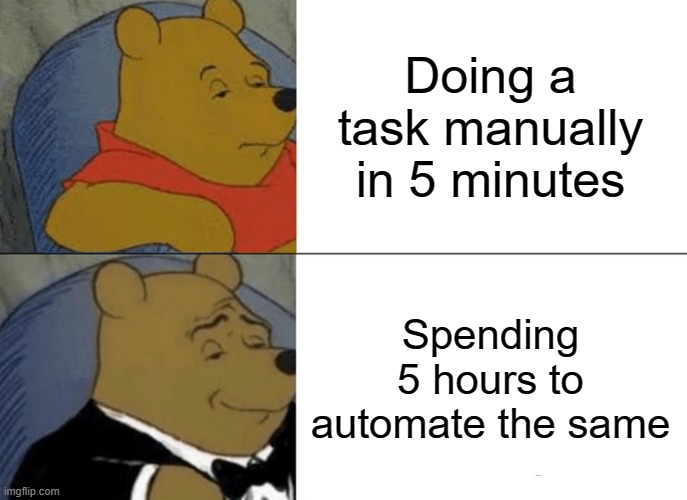 Doing a
task manually
in 5 minutes
Spending
5 hours to
automate the same
imgflip.com